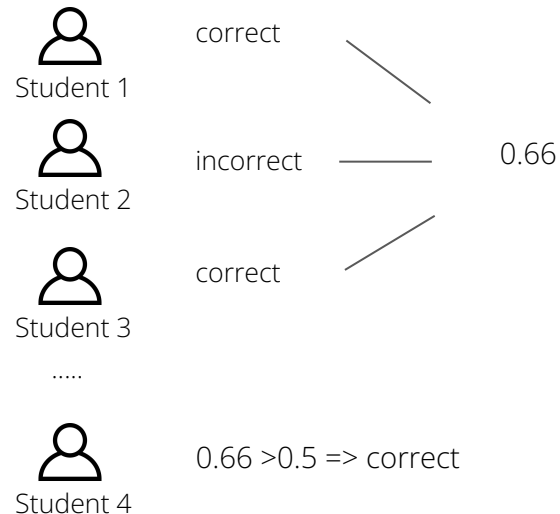 correct
Student 1
incorrect
0.66
Student 2
correct
Student 3
.....
0.66 >0.5 => correct
Student 4